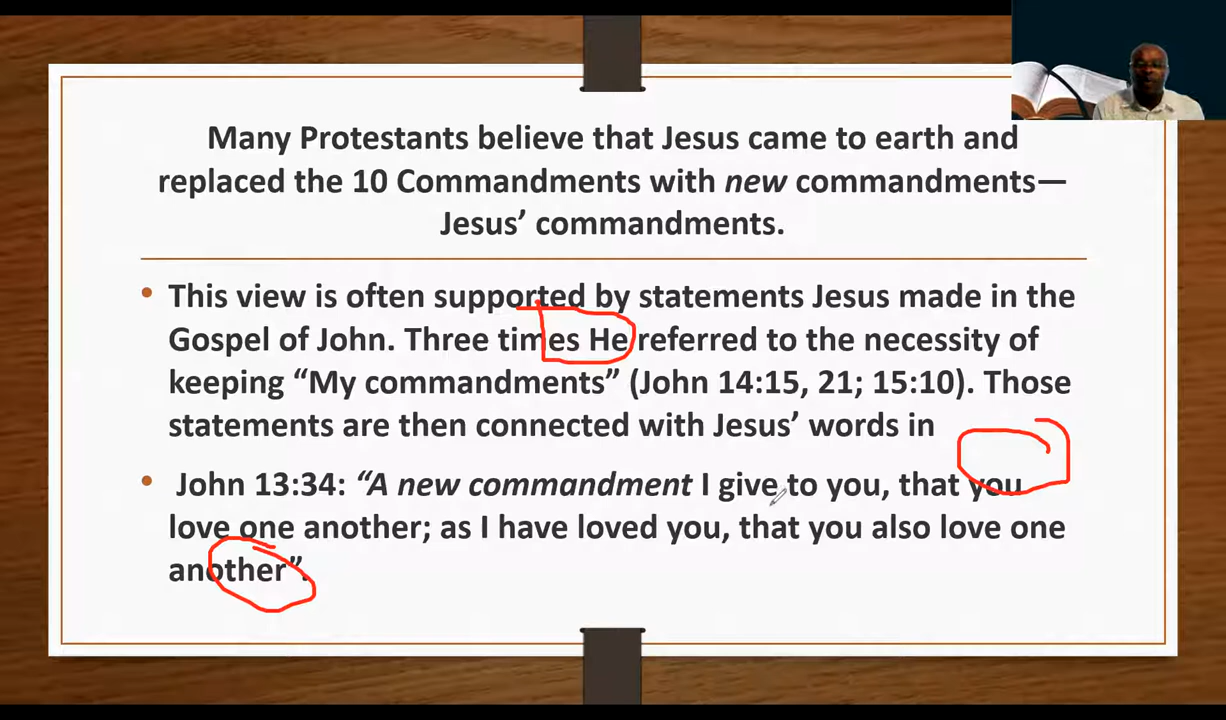 Many Protestants believe that Jesus came to earth and
replaced the 10 Commandments with new commandments—
Jesus’ commandments.
• This view is often supported by statements Jesus made in the
Gospel of John. Three times He referred to the necessity of
keeping “My commandments” (John 14:15, 21; 15:10). Those
statements are then connected with Jesus’ words in
• John 13:34: “A new commandment I give to you, that you
love one another; as I have loved you, that you also love one
another”.